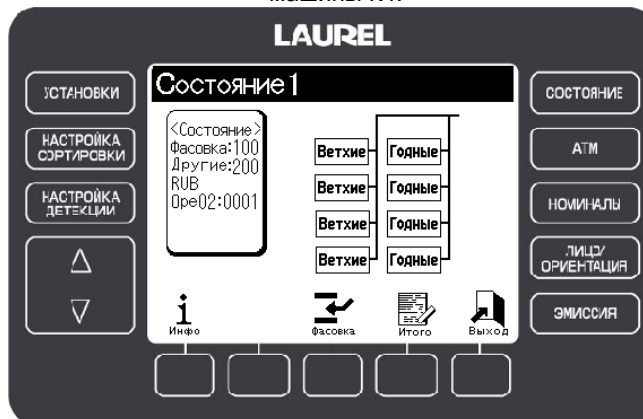 LAUREL
УСТАНОВКИ
НАСТРОЙКА
СОРТИРОВКИ
НАСТРОЙКА
ДЕТЕКЦИИ
Состояние1
<Состояние>
Фасовка:100
Другие:200
RUB
Опе02:0001
Ветхие Годные
Ветхие Годные
Ветхие Годные
Ветхие Годные
Инфо
Фасовка
Итого
Выход
СОСТОЯНИЕ
АТМ
НОМИНАЛЫ
ЛИЦО/
ОРИЕНТАЦИЯ
ЭМИССИЯ